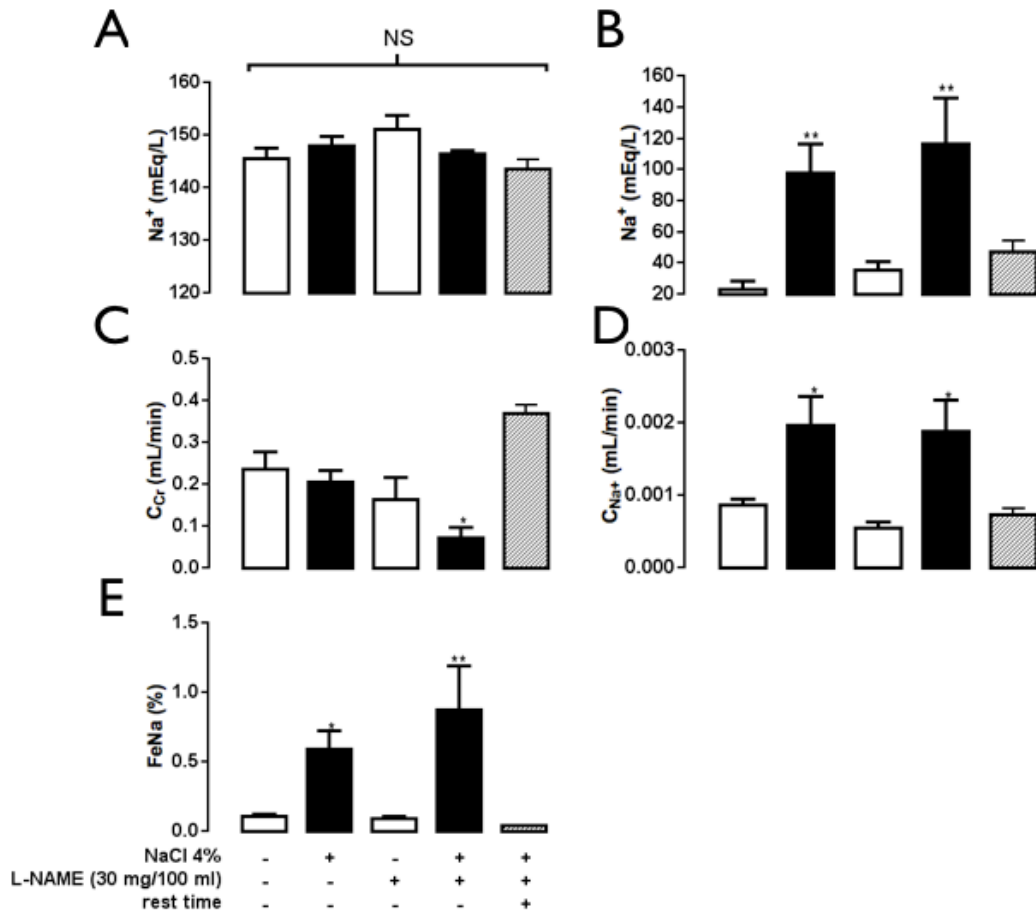 A
B
NS
160
150
140
130
120
Na+ (mEq/L)
160
140
120
100
80
60
40
20
Na+ (mEq/L)
**
**
C
D
0.5
0.4
0.3
0.2
0.1
0.0
CCr (mL/min)
*
0.003
0.002
0.001
0.000
CNa+ (mL/min)
*
*
E
1.5
1.0
0.5
0.0
FeNa (%)
*
**
NaCl 4% - + - + +
L-NAME (30 mg/100 ml) - - + + +
rest time - - - - +